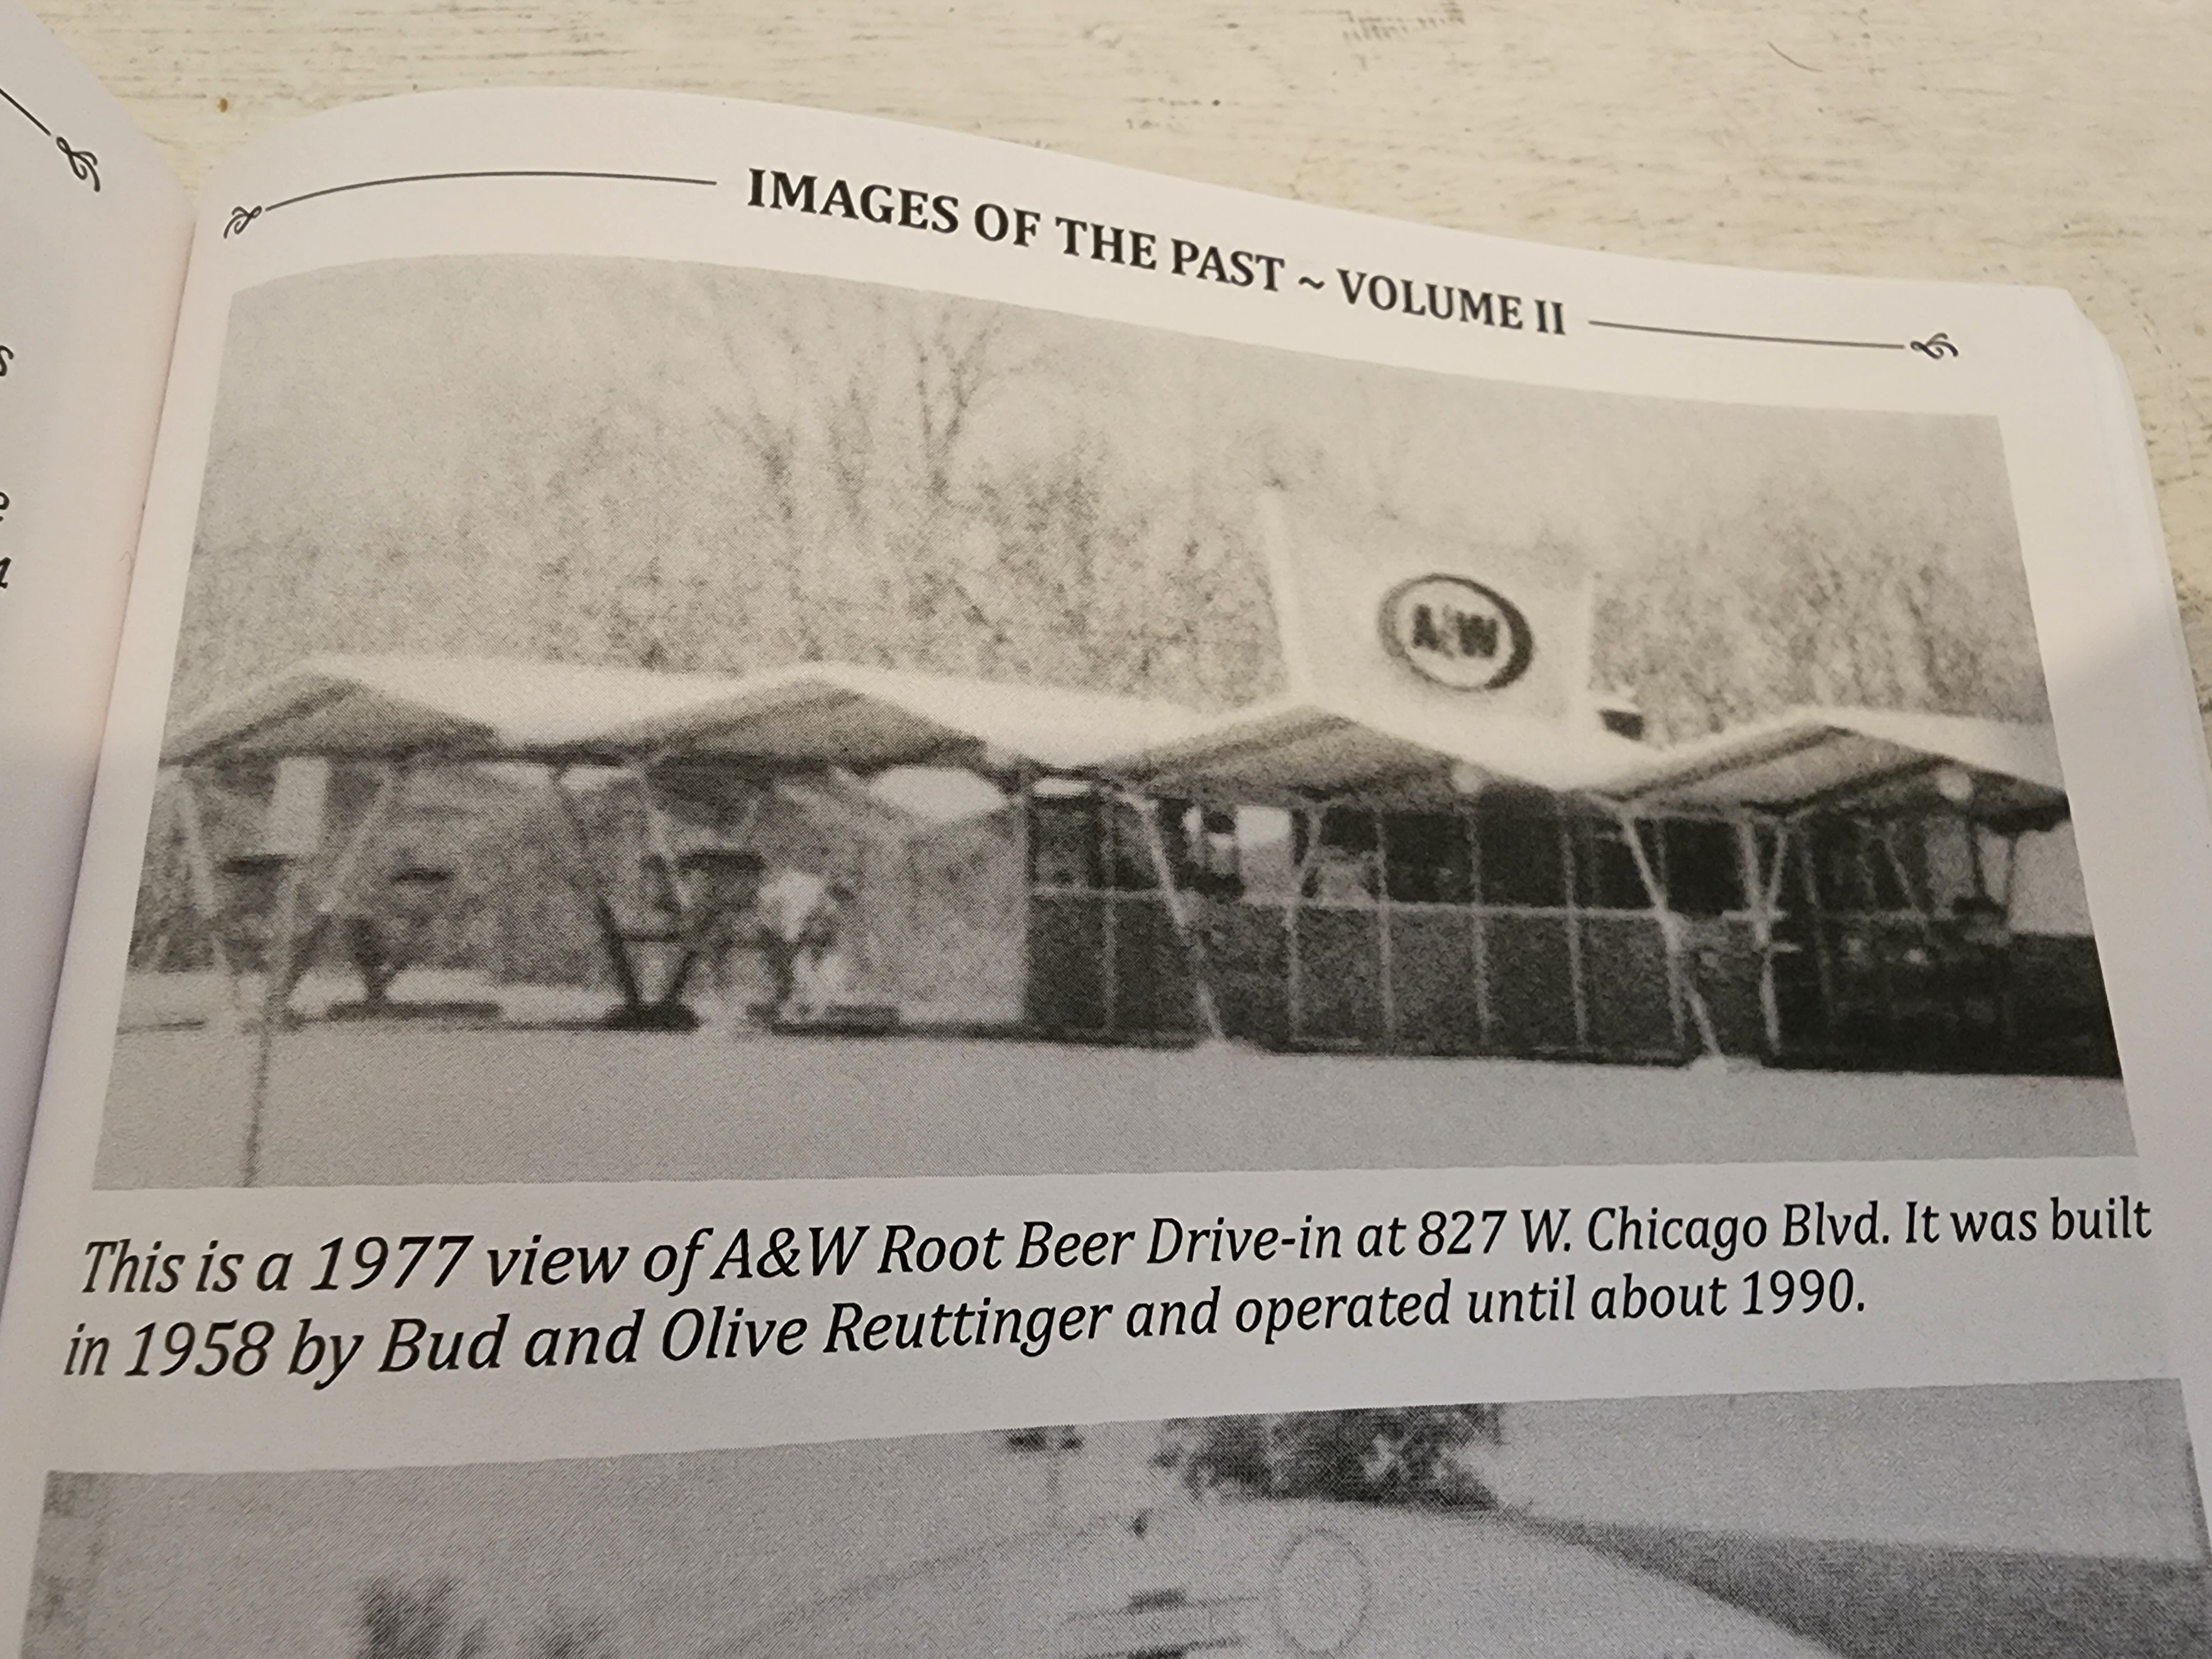 IMAGES OF THE PAST ~ VOLUME II
A&W
This is a 1977 view of A&W Root Beer Drive-in at 827 W. Chicago Blvd. It was built
in 1958 by Bud and Olive Reuttinger and operated until about 1990.